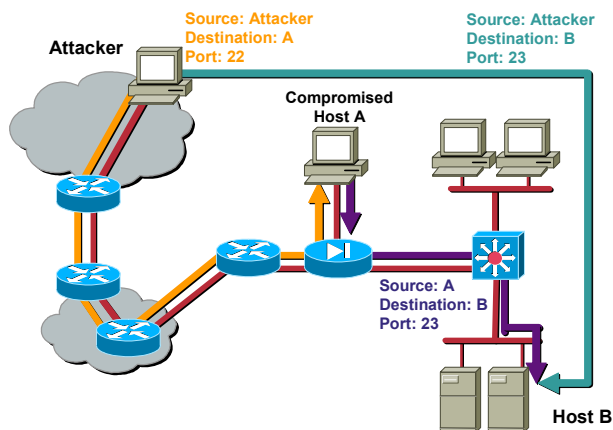 Source: Attacker
Destination: A
Port: 22
Source: Attacker
Destination: B
Port: 23
Attacker
Compromised
Host A
Source: A
Destination: B
Port: 23
Host B